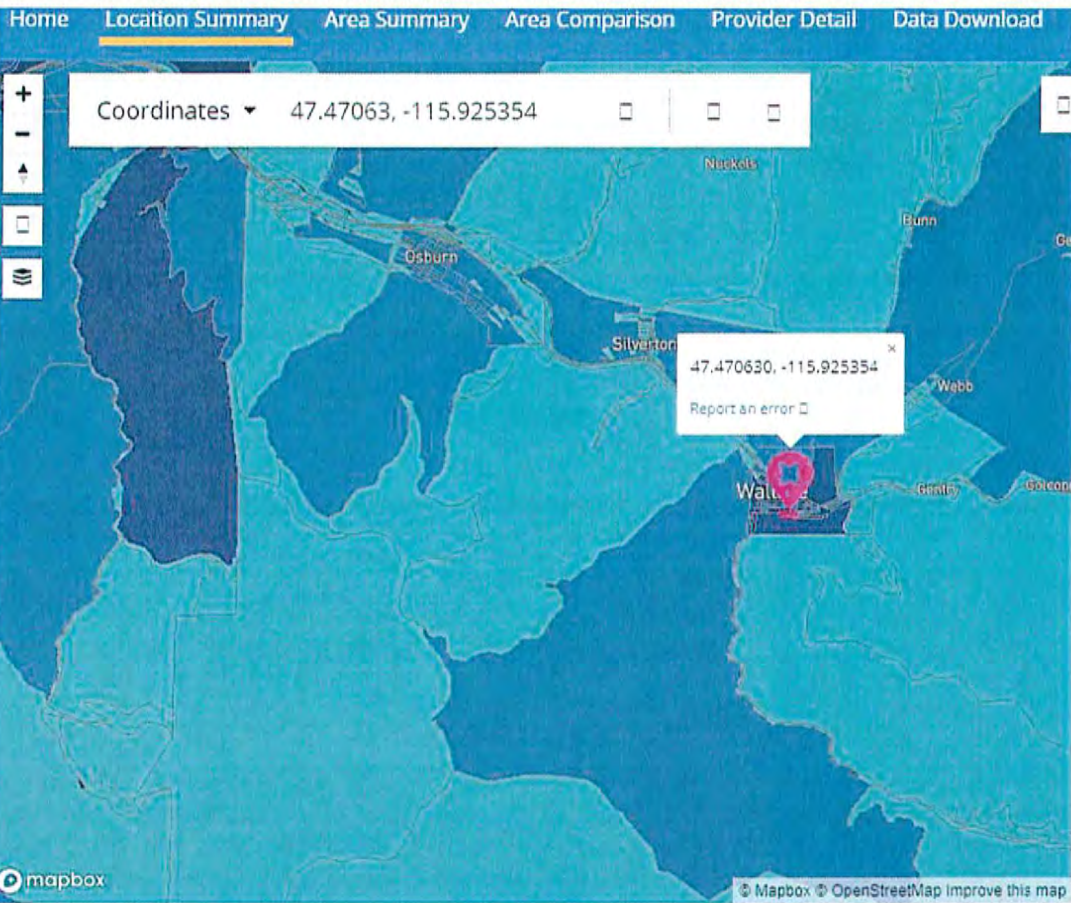 Home Location Summary Area Summary Area Comparison Provider Detail Data Download
Coordinates 47.47063, -115.925354
Nuckols
Bunn
Osburn
Silverton
47.470630, -115.925354
Report an error
Webb
Gentry
mapbox
© Mapbox © OpenStreetMap Improve this map